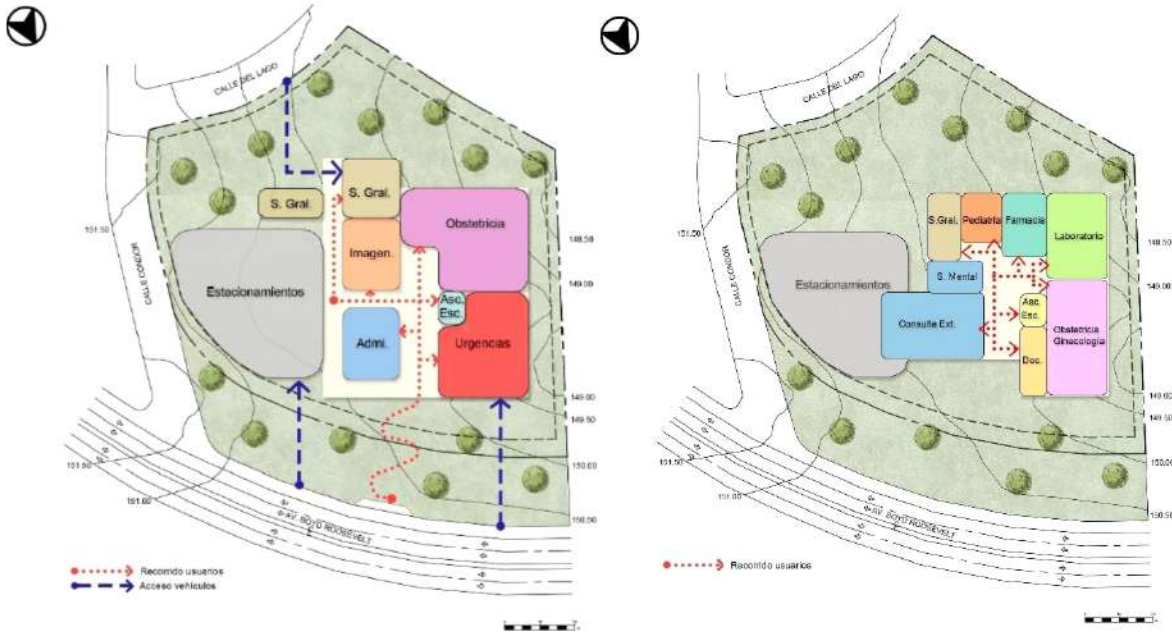 CALLE DEL LAGO
S. Gral.
S. Gral.
Obstetricia
Imagen.
151.50
CALLE CONDOR
Estacionamientos
Asc.
Esc.
Admi.
Urgencias
148.50
149.00
149.00
149.50
150.00
150.50
151.50
151.00
AV. BOYD ROOSEVELT
Recorrido usuarios
Acceso vehículos
CALLE DEL LAGO
S.Gral.
Pediatría
Farmacia
Laboratorio
151.00
CALLE CONDOR
Estacionamientos
S. Mental
Consulte Ext.
Asc.
Esc.
Doc.
Obstetricia
Ginecología
148.50
149.00
149.00
149.50
150.00
150.50
151.50
151.00
AV. BOYD ROOSEVELT
Recorrido usuarios